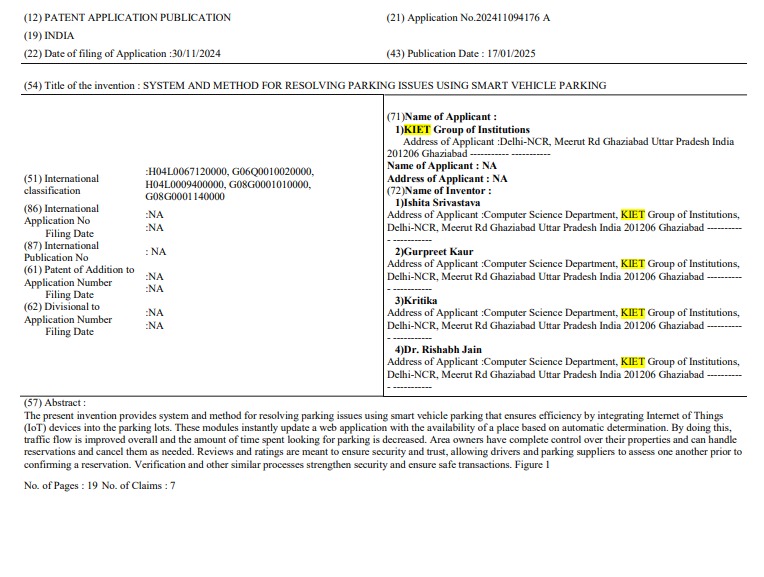 (12) PATENT APPLICATION PUBLICATION
(21) Application No.202411094176 A
(19) INDIA
(22) Date of filing of Application :30/11/2024
(43) Publication Date : 17/01/2025
(54) Title of the invention : SYSTEM AND METHOD FOR RESOLVING PARKING ISSUES USING SMART VEHICLE PARKING
(51) International classification
:H04L0067120000, G06Q0010020000,
H04L0009400000, G08G0001010000,
G08G0001140000
(86) International
Application No :NA
Filing Date :NA
(87) International
Publication No : NA
(61) Patent of Addition to
Application Number :NA
Filing Date :NA
(62) Divisional to
Application Number :NA
Filing Date :NA
(71)Name of Applicant :
1)KIET Group of Institutions
Address of Applicant :Delhi-NCR, Meerut Rd Ghaziabad Uttar Pradesh India
201206 Ghaziabad ----------- -----------
Name of Applicant : NA
Address of Applicant : NA
(72)Name of Inventor :
1)Ishita Srivastava
Address of Applicant :Computer Science Department, KIET Group of Institutions,
Delhi-NCR, Meerut Rd Ghaziabad Uttar Pradesh India 201206 Ghaziabad ----------
- -----------
2)Gurpreet Kaur
Address of Applicant :Computer Science Department, KIET Group of Institutions,
Delhi-NCR, Meerut Rd Ghaziabad Uttar Pradesh India 201206 Ghaziabad ----------
- -----------
3)Kritika
Address of Applicant :Computer Science Department, KIET Group of Institutions,
Delhi-NCR, Meerut Rd Ghaziabad Uttar Pradesh India 201206 Ghaziabad ----------
- -----------
4)Dr. Rishabh Jain
Address of Applicant :Computer Science Department, KIET Group of Institutions,
Delhi-NCR, Meerut Rd Ghaziabad Uttar Pradesh India 201206 Ghaziabad ----------
- -----------
(57) Abstract :
The present invention provides system and method for resolving parking issues using smart vehicle parking that ensures efficiency by integrating Internet of Things
(IoT) devices into the parking lots. These modules instantly update a web application with the availability of a place based on automatic determination. By doing this,
traffic flow is improved overall and the amount of time spent looking for parking is decreased. Area owners have complete control over their properties and can handle
reservations and cancel them as needed. Reviews and ratings are meant to ensure security and trust, allowing drivers and parking suppliers to assess one another prior to
confirming a reservation. Verification and other similar processes strengthen security and ensure safe transactions. Figure 1
No. of Pages : 19 No. of Claims : 7